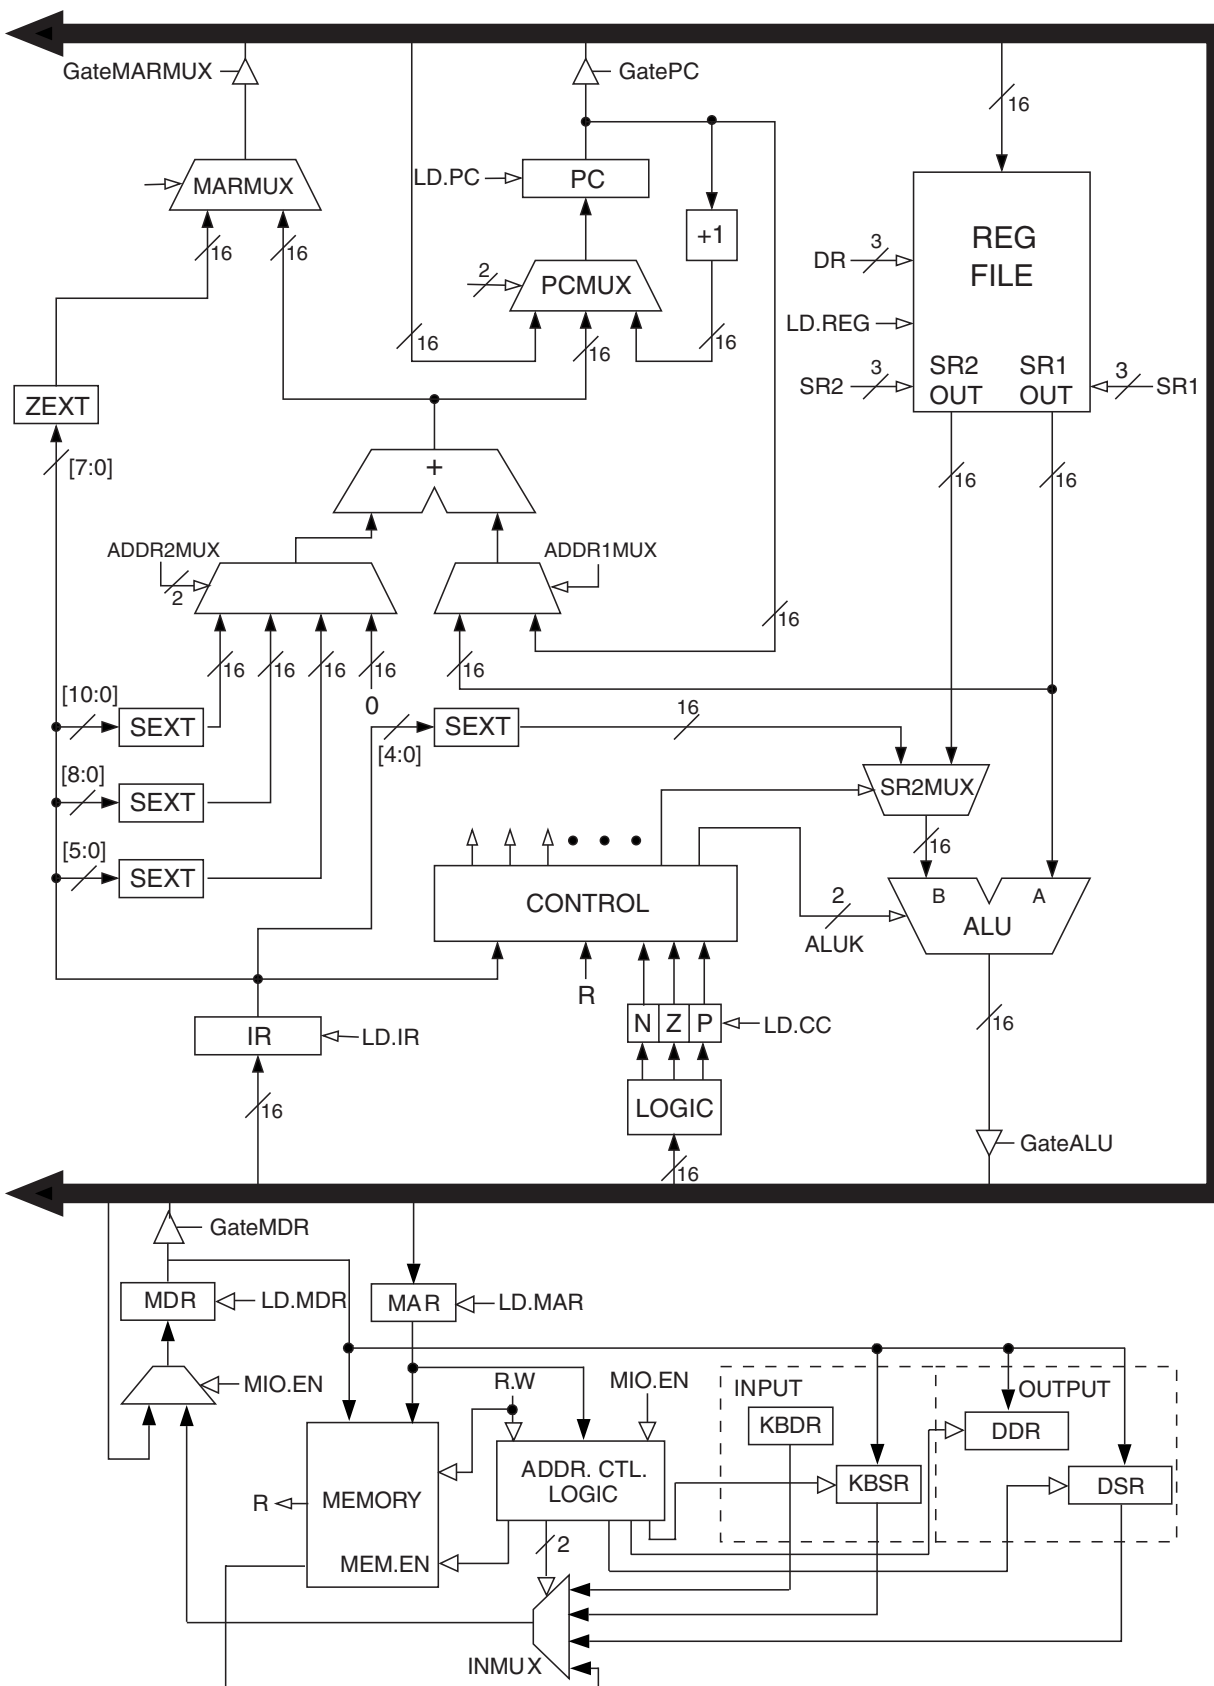 GateMARMUX
GatePC
16
MARMUX
LD.PC
PC
+1
REG
FILE
DR
3
16
16
2
PCMUX
LD.REG
16
16
16
SR2
3
SR2
OUT
SR1
OUT
3
SR1
ZEXT
[7:0]
+
16
16
ADDR2MUX
2
ADDR1MUX
16
16
16
16
16
16
0
[10:0]
SEXT
[4:0]
SEXT
16
[8:0]
SEXT
SR2MUX
16
[5:0]
SEXT
CONTROL
2
ALUK
B
A
ALU
R
IR
LD.IR
N
Z
P
LD.CC
16
16
LOGIC
16
GateALU
GateMDR
MDR
LD.MDR
MAR
LD.MAR
MIO.EN
R.W
MIO.EN
INPUT
OUTPUT
KBDR
DDR
MEMORY
R
MEM.EN
ADDR. CTL.
LOGIC
KBSR
DSR
2
INMUX